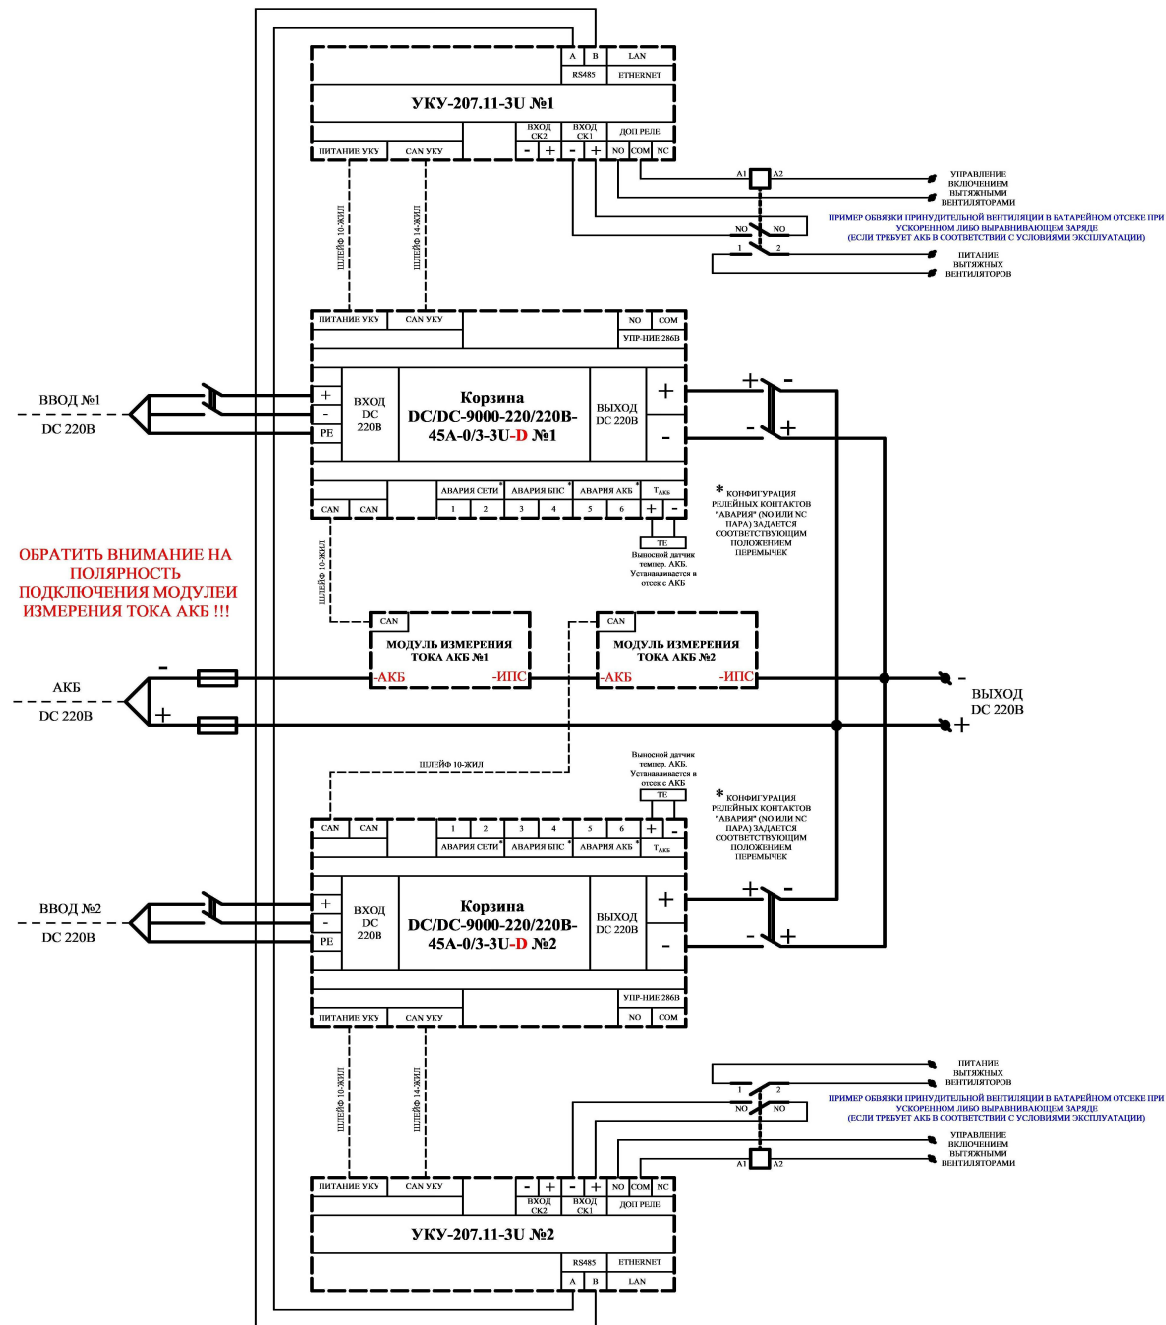 A B LAN
RS485 ETHERNET
УКУ-207.11-3U №1
ВХОД СК2 ВХОД СК1 ДОП РЕЛЕ
ПИТАНИЕ УКУ CAN УКУ - + - + NO COM NC
A1 A2
УПРАВЛЕНИЕ
ВКЛЮЧЕНИЕМ
ВЫТЯЖНЫМИ
ВЕНТИЛЯТОРАМИ
ШЛЕЙФ 10-ЖИЛ
ШЛЕЙФ 14-ЖИЛ
ПРИМЕР ОБВЯЗКИ ПРИНУДИТЕЛЬНОЙ ВЕНТИЛЯЦИИ В БАТАРЕЙНОМ ОТСЕКЕ ПРИ
УСКОРЕННОМ ЛИБО ВЫРАВНИВАЮЩЕМ ЗАРЯДЕ
(ЕСЛИ ТРЕБУЕТ АКБ В СООТВЕТСТВИИ С УСЛОВИЯМИ ЭКСПЛУАТАЦИИ)
NO NO
1 2
ПИТАНИЕ
ВЫТЯЖНЫХ
ВЕНТИЛЯТОРОВ
ПИТАНИЕ УКУ CAN УКУ NO COM
УПР-НИЕ 286В
ВВОД №1
DC 220В
+
-
PE
ВХОД
DC
220В
Корзина
DC/DC-9000-220/220В-
45А-0/3-3U-D №1
ВЫХОД
DC 220В
+
-
+ -
- +
АВАРИЯ СЕТИ* АВАРИЯ БПС* АВАРИЯ АКБ* TАКБ
CAN CAN 1 2 3 4 5 6 + -
TE
Выносной датчик
темпер. АКБ.
Устанавливается в
отсек с АКБ
* КОНФИГУРАЦИЯ
РЕЛЕЙНЫХ КОНТАКТОВ
"АВАРИЯ" (NO ИЛИ NC
ПАРА) ЗАДАЕТСЯ
СООТВЕТСТВУЮЩИМ
ПОЛОЖЕНИЕМ
ПЕРЕМЫЧЕК
ШЛЕЙФ 10-ЖИЛ
ОБРАТИТЬ ВНИМАНИЕ НА
ПОЛЯРНОСТЬ
ПОДКЛЮЧЕНИЯ МОДУЛЕЙ
ИЗМЕРЕНИЯ ТОКА АКБ !!!
CAN
МОДУЛЬ ИЗМЕРЕНИЯ
ТОКА АКБ №1
-АКБ -ИПС
CAN
МОДУЛЬ ИЗМЕРЕНИЯ
ТОКА АКБ №2
-АКБ -ИПС
АКБ
DC 220В
-
+
-
ВЫХОД
DC 220В
+
ШЛЕЙФ 10-ЖИЛ
Выносной датчик
темпер. АКБ.
Устанавливается в
отсек с АКБ
TE
* КОНФИГУРАЦИЯ
РЕЛЕЙНЫХ КОНТАКТОВ
"АВАРИЯ" (NO ИЛИ NC
ПАРА) ЗАДАЕТСЯ
СООТВЕТСТВУЮЩИМ
ПОЛОЖЕНИЕМ
ПЕРЕМЫЧЕК
CAN CAN 1 2 3 4 5 6 + -
АВАРИЯ СЕТИ* АВАРИЯ БПС* АВАРИЯ АКБ* TАКБ
ВВОД №2
DC 220В
+
-
PE
ВХОД
DC
220В
Корзина
DC/DC-9000-220/220В-
45А-0/3-3U-D №2
ВЫХОД
DC 220В
+
-
+ -
- +
УПР-НИЕ 286В
ПИТАНИЕ УКУ CAN УКУ NO COM
ШЛЕЙФ 10-ЖИЛ
ШЛЕЙФ 14-ЖИЛ
ПИТАНИЕ
ВЫТЯЖНЫХ
ВЕНТИЛЯТОРОВ
1 2
NO NO
ПРИМЕР ОБВЯЗКИ ПРИНУДИТЕЛЬНОЙ ВЕНТИЛЯЦИИ В БАТАРЕЙНОМ ОТСЕКЕ ПРИ
УСКОРЕННОМ ЛИБО ВЫРАВНИВАЮЩЕМ ЗАРЯДЕ
(ЕСЛИ ТРЕБУЕТ АКБ В СООТВЕТСТВИИ С УСЛОВИЯМИ ЭКСПЛУАТАЦИИ)
УПРАВЛЕНИЕ
ВКЛЮЧЕНИЕМ
ВЫТЯЖНЫМИ
ВЕНТИЛЯТОРАМИ
A1 A2
ПИТАНИЕ УКУ CAN УКУ - + - + NO COM NC
ВХОД СК2 ВХОД СК1 ДОП РЕЛЕ
УКУ-207.11-3U №2
RS485 ETHERNET
A B LAN